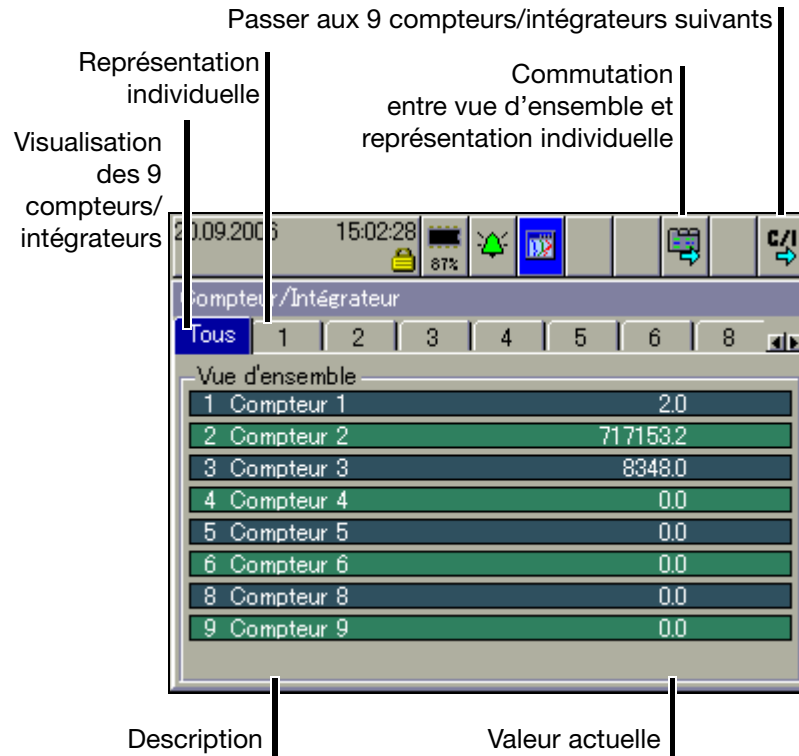 Passer aux 9 compteurs/intégrateurs suivants
Représentation
individuelle
Commutation
entre vue d'ensemble et
représentation individuelle
Visualisation
des 9
compteurs/
intégrateurs
20.09.2006 15:02:28
87%
C/I
Compteur/Intégrateur
Tous 1 2 3 4 5 6 8
Vue d'ensemble
1 Compteur 1 2.0
2 Compteur 2 717153.2
3 Compteur 3 8348.0
4 Compteur 4 0.0
5 Compteur 5 0.0
6 Compteur 6 0.0
8 Compteur 8 0.0
9 Compteur 9 0.0
Description
Valeur actuelle